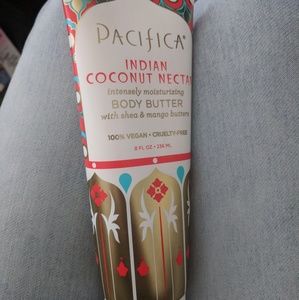 PACIFICA®
INDIAN
COCONUT NECTA
intensely moisturizing
BODY BUTTER
with shea & mango butters
100% VEGAN • CRUELTY-FREE
8 FL OZ • 236 ML